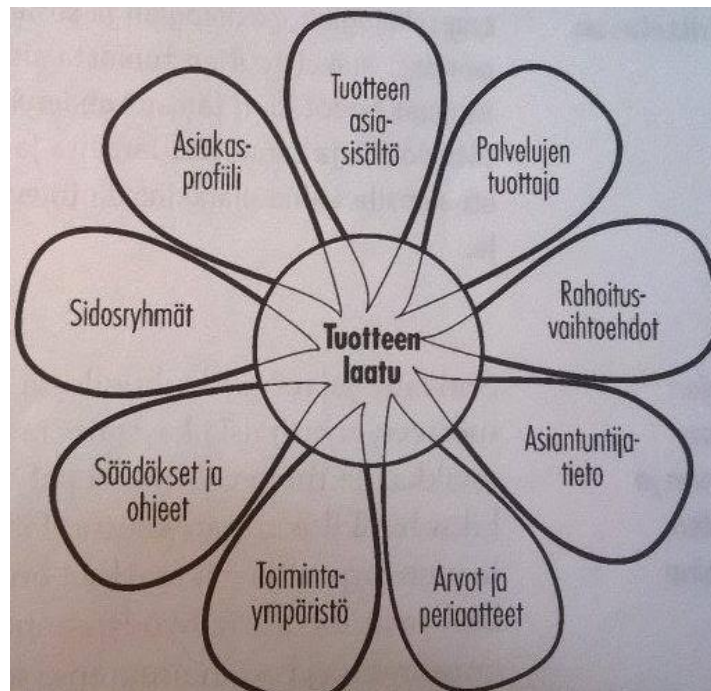 Tuotteen
asia-
sisältö
Palvelujen
tuottaja
Rahoitus-
vaihtoehdot
Asiantuntija-
tieto
Arvot ja
periaatteet
Toiminta-
ympäristö
Säädökset ja
ohjeet
Sidosryhmät
Asiakas-
profiili
Tuotteen
laatu